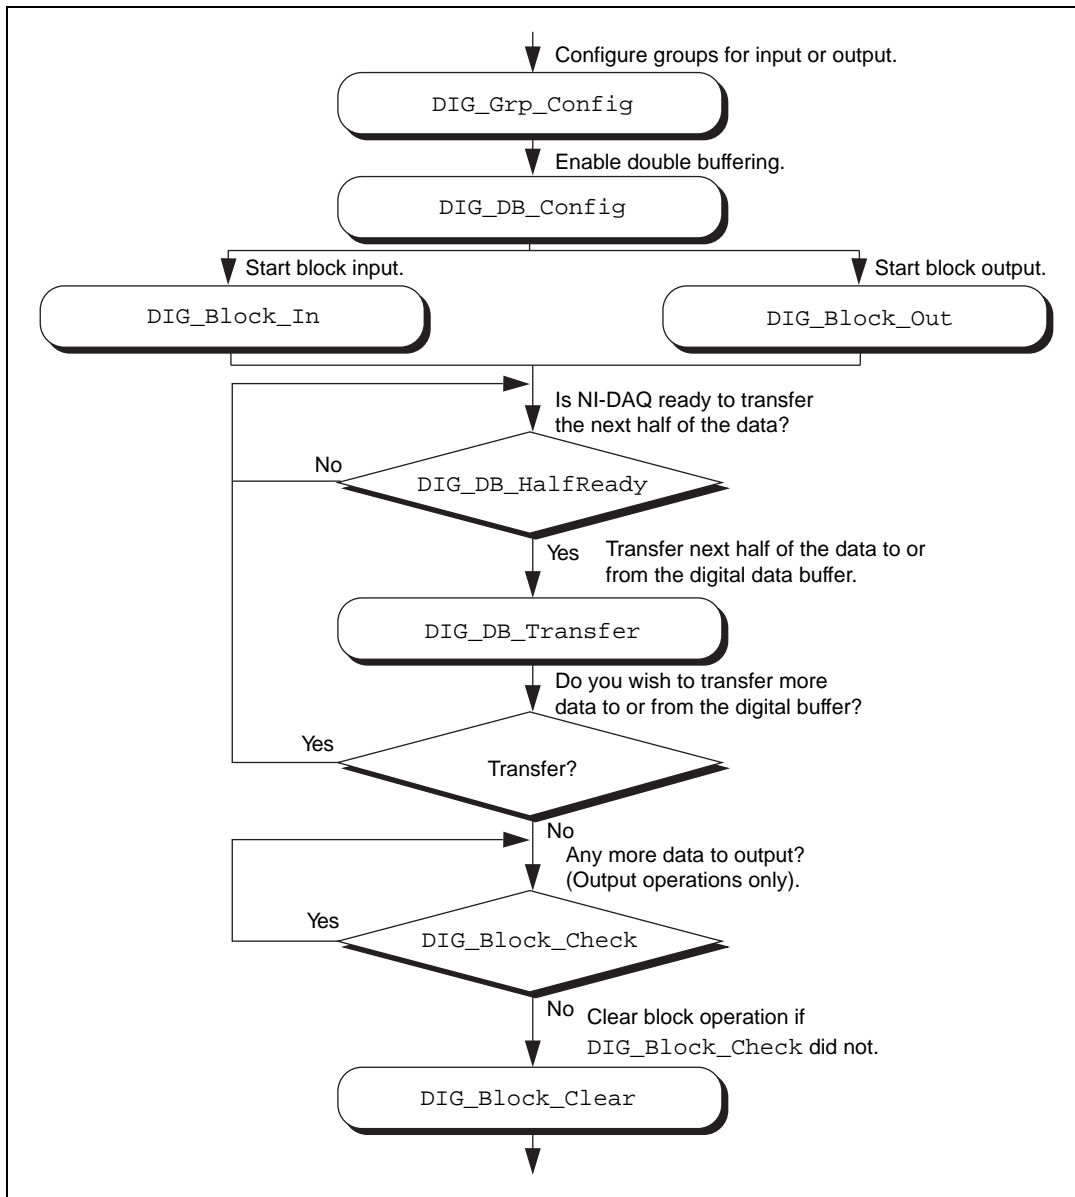 Configure groups for input or output.
DIG_Grp_Config
Enable double buffering.
DIG_DB_Config
Start block input.
Start block output.
DIG_Block_In
DIG_Block_Out
Is NI-DAQ ready to transfer
the next half of the data?
No
DIG_DB_HalfReady
Yes
Transfer next half of the data to or
from the digital data buffer.
DIG_DB_Transfer
Do you wish to transfer more
data to or from the digital buffer?
Yes
Transfer?
No
Any more data to output?
(Output operations only).
Yes
DIG_Block_Check
No
Clear block operation if
DIG_Block_Check did not.
DIG_Block_Clear